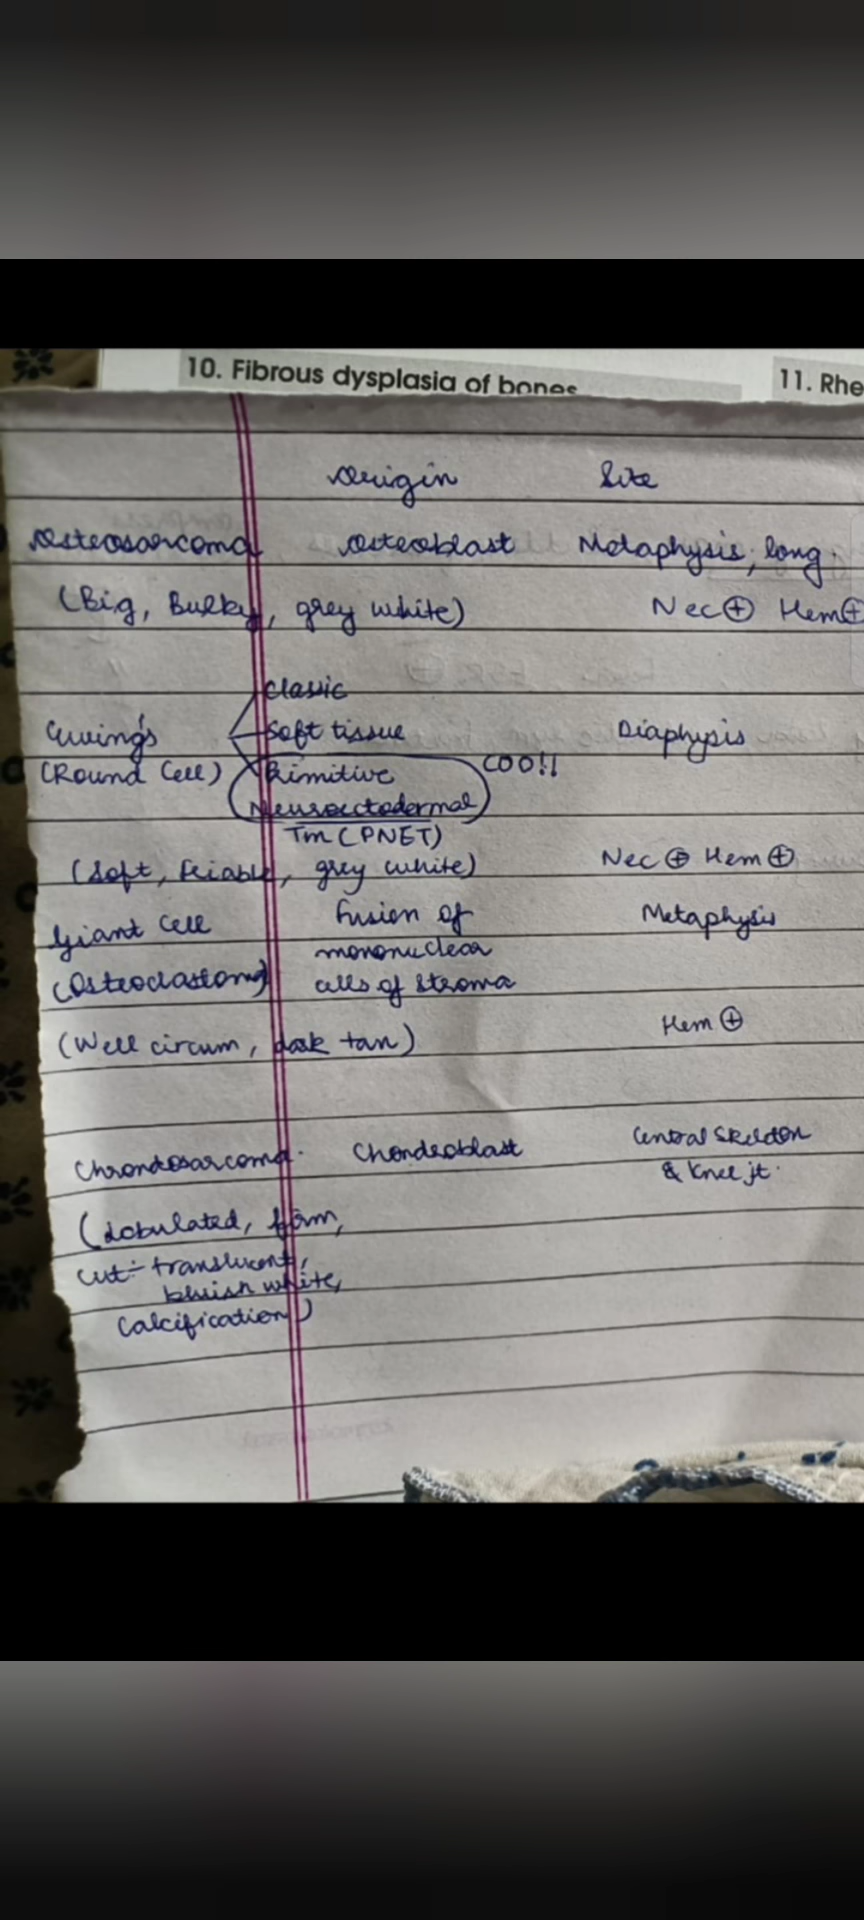 10. Fibrous dysplasia of bones
11. Rhe
Origin Site
Osteosarcoma Osteoblast Metaphysis, long
(Big, Bulky, grey white) Nec ⊕ Hem ⊕
Classic
Ewing's Soft tissue Diaphysis
(Round Cell) Primitive COO!!
Neuroectodermal
Tm (PNET)
(Soft, Friable, grey white) Nec ⊕ Hem ⊕
Giant Cell Fusion of Metaphysis
mononuclear
(Osteoclastoma) cells of stroma
(Well circum, dark tan) Hem ⊕
Chrondosarcoma. Chondroblast Central Skeleton
& Knee jt.
(Lobulated, firm,
cut:- translucent,
bluish white,
Calcification)